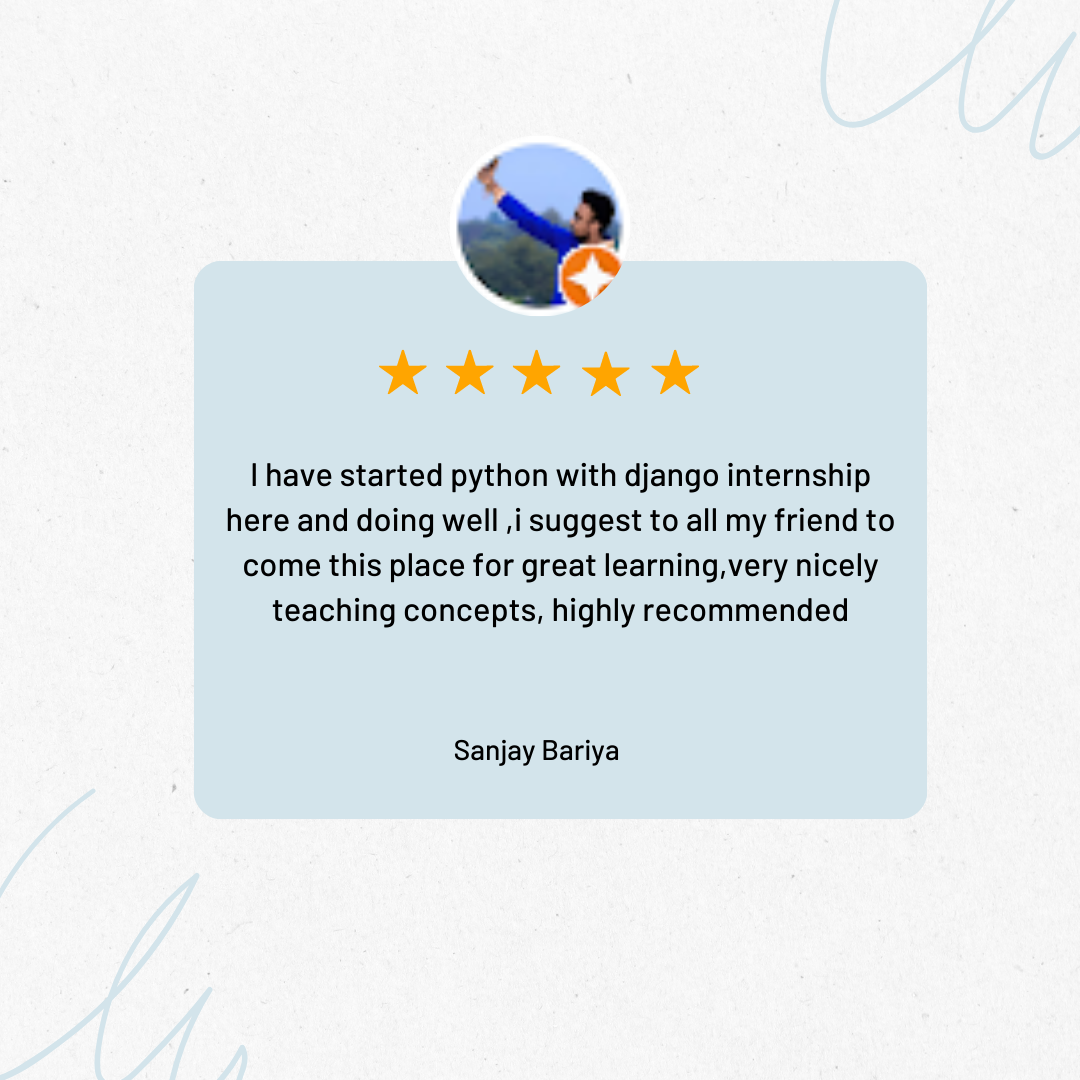 I have started python with django internship
here and doing well ,i suggest to all my friend to
come this place for great learning,very nicely
teaching concepts, highly recommended
Sanjay Bariya